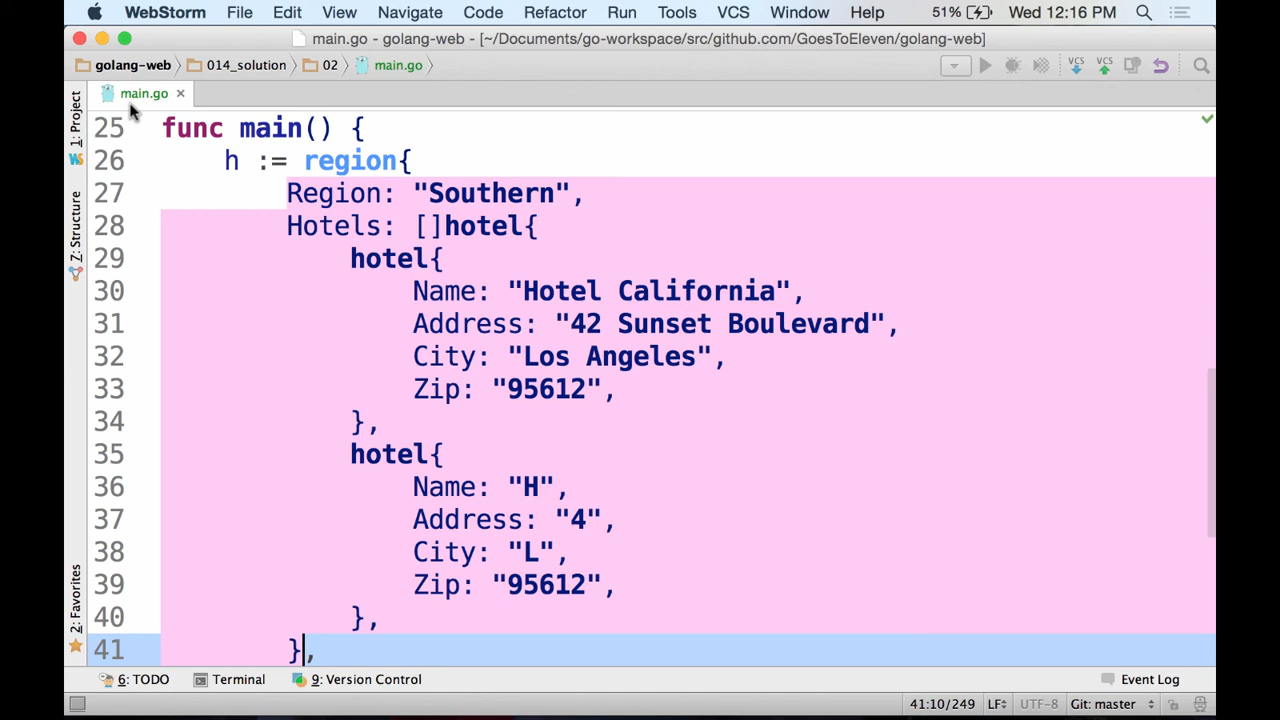 WebStorm File Edit View Navigate Code Refactor Run Tools VCS Window Help 51% Wed 12:16 PM
main.go - golang-web - [~/Documents/go-workspace/src/github.com/GoesToEleven/golang-web]
golang-web 014_solution 02 main.go VCS VCS
main.go
1: Project
Z: Structure
2: Favorites
25 func main() {
26 h := region{
27 Region: "Southern",
28 Hotels: []hotel{
29 hotel{
30 Name: "Hotel California",
31 Address: "42 Sunset Boulevard",
32 City: "Los Angeles",
33 Zip: "95612",
34 },
35 hotel{
36 Name: "H",
37 Address: "4",
38 City: "L",
39 Zip: "95612",
40 },
41 },
6: TODO Terminal 9: Version Control Event Log
41:10/249 LF UTF-8 Git: master